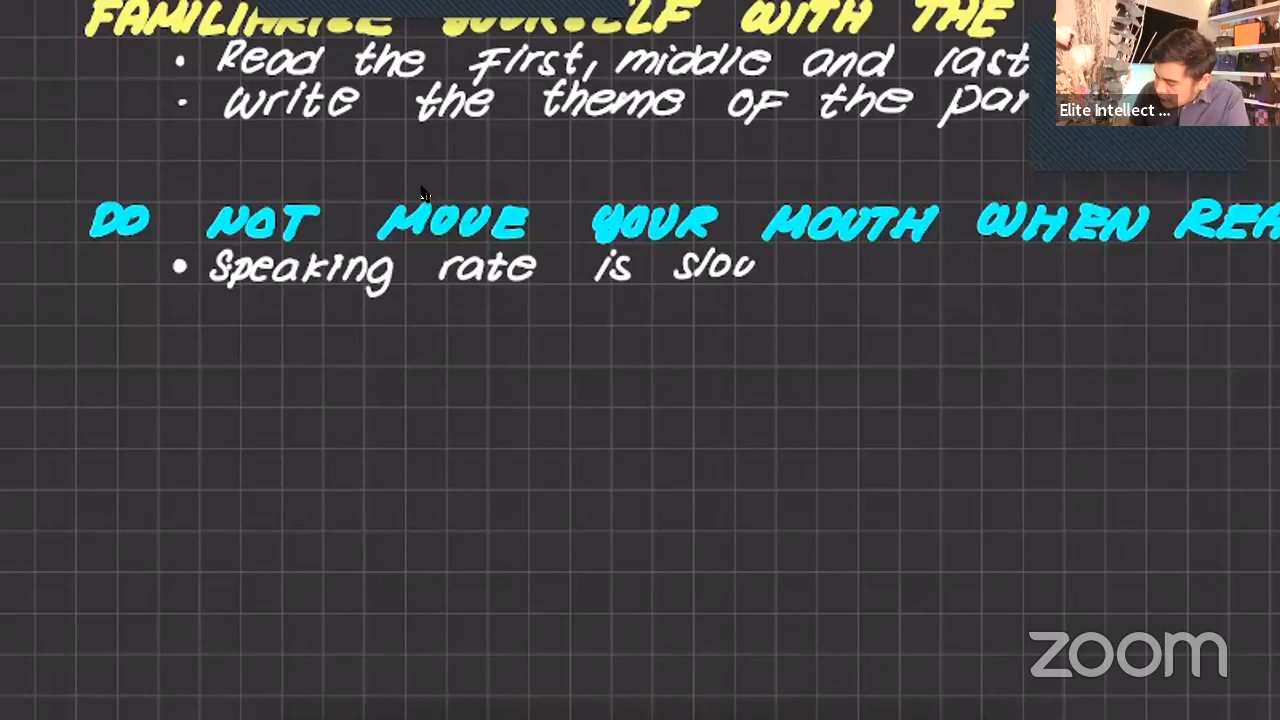 FAMILIARIZE YOURSELF WITH THE
• Read the first, middle and last
• write the theme of the par
Elite Intellect ...
DO NOT MOVE YOUR MOUTH WHEN REA
• Speaking rate is slow
zoom